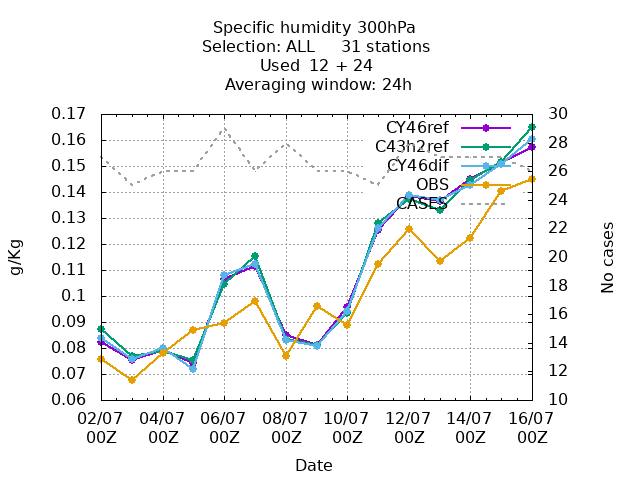 Specific humidity 300hPa
Selection: ALL 31 stations
Used 12 + 24
Averaging window: 24h
0.17
0.16
0.15
0.14
0.13
0.12
0.11
0.1
0.09
0.08
0.07
0.06
g/Kg
CY46ref
C43h2ref
CY46dif
OBS
CASES
30
28
26
24
22
20
18
16
14
12
10
No cases
02/07 04/07 06/07 08/07 10/07 12/07 14/07 16/07
00Z 00Z 00Z 00Z 00Z 00Z 00Z 00Z
Date